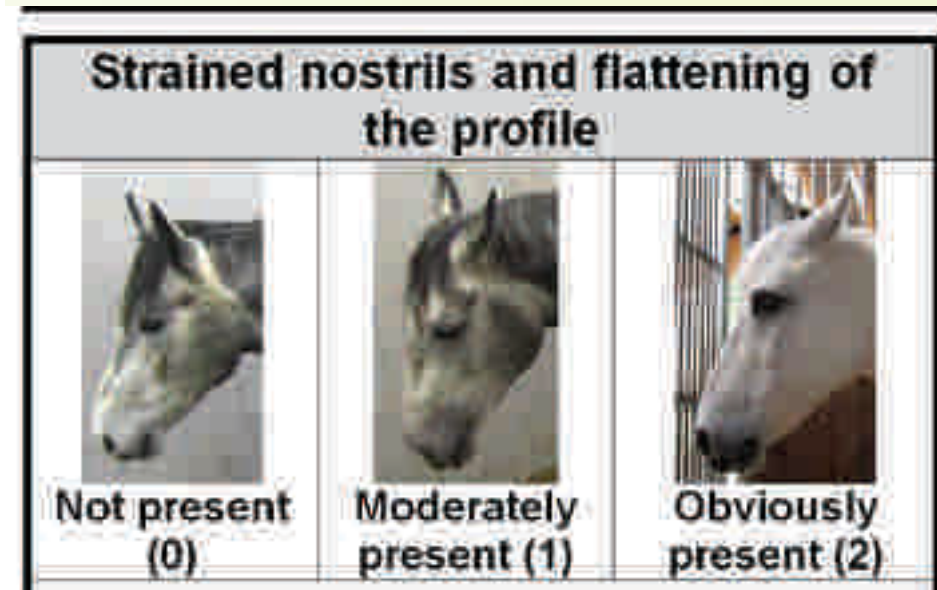 Strained nostrils and flattening of
the profile
Not present
(0)
Moderately
present (1)
Obviously
present (2)